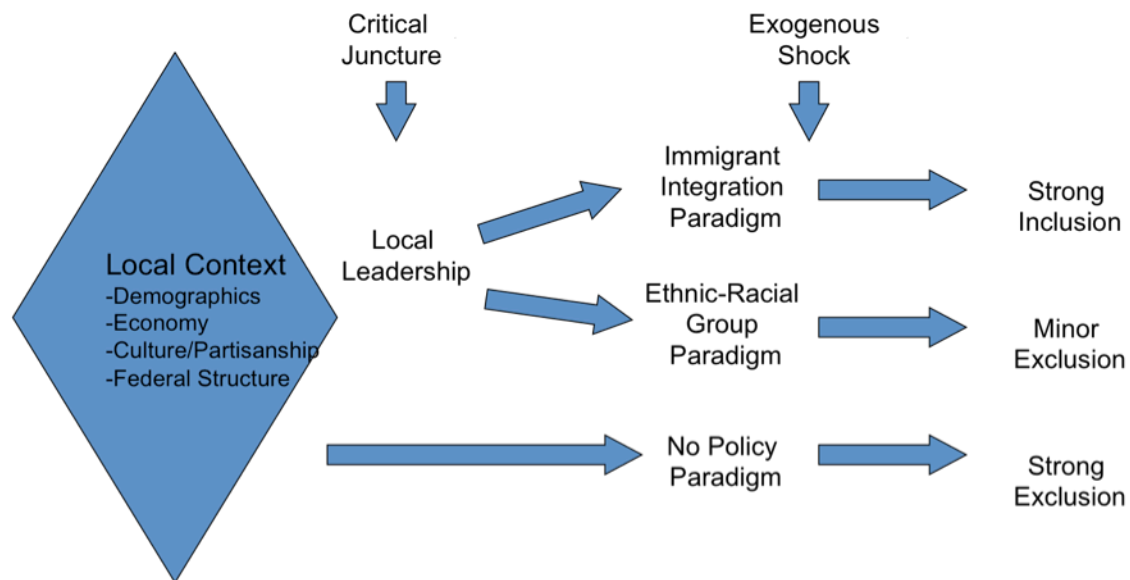 Critical
Juncture
Exogenous
Shock
Local Context
-Demographics
-Economy
-Culture/Partisanship
-Federal Structure
Local
Leadership
Immigrant
Integration
Paradigm
Strong
Inclusion
Ethnic-Racial
Group
Paradigm
Minor
Exclusion
No Policy
Paradigm
Strong
Exclusion